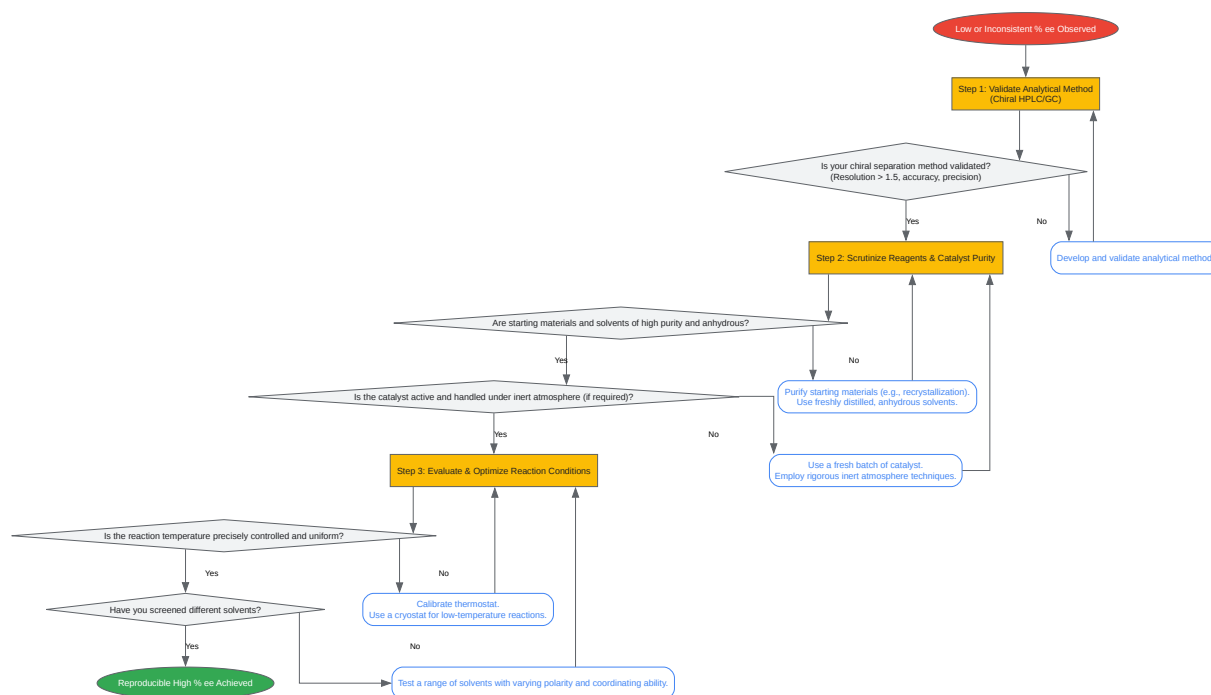 Low or Inconsistent % ee Observed
Step 1: Validate Analytical Method
(Chiral HPLC/GC)
Is your chiral separation method validated?
(Resolution > 1.5, accuracy, precision)
Yes
No
Step 2: Scrutinize Reagents & Catalyst Purity
Develop and validate analytical method
Are starting materials and solvents of high purity and anhydrous?
Yes
No
Is the catalyst active and handled under inert atmosphere (if required)?
Purify starting materials (e.g., recrystallization).
Use freshly distilled, anhydrous solvents.
Yes
No
Step 3: Evaluate & Optimize Reaction Conditions
Use a fresh batch of catalyst.
Employ rigorous inert atmosphere techniques.
Is the reaction temperature precisely controlled and uniform?
Yes
No
Have you screened different solvents?
Calibrate thermostat.
Use a cryostat for low-temperature reactions.
Yes
No
Reproducible High % ee Achieved
Test a range of solvents with varying polarity and coordinating ability.